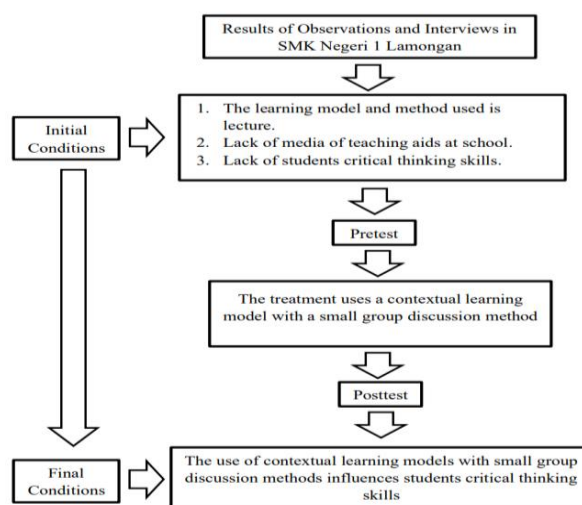 Results of Observations and Interviews in
SMK Negeri 1 Lamongan
Initial
Conditions
1. The learning model and method used is
lecture.
2. Lack of media of teaching aids at school.
3. Lack of students critical thinking skills.
Pretest
The treatment uses a contextual learning
model with a small group discussion method
Posttest
Final
Conditions
The use of contextual learning models with small group
discussion methods influences students critical thinking
skills